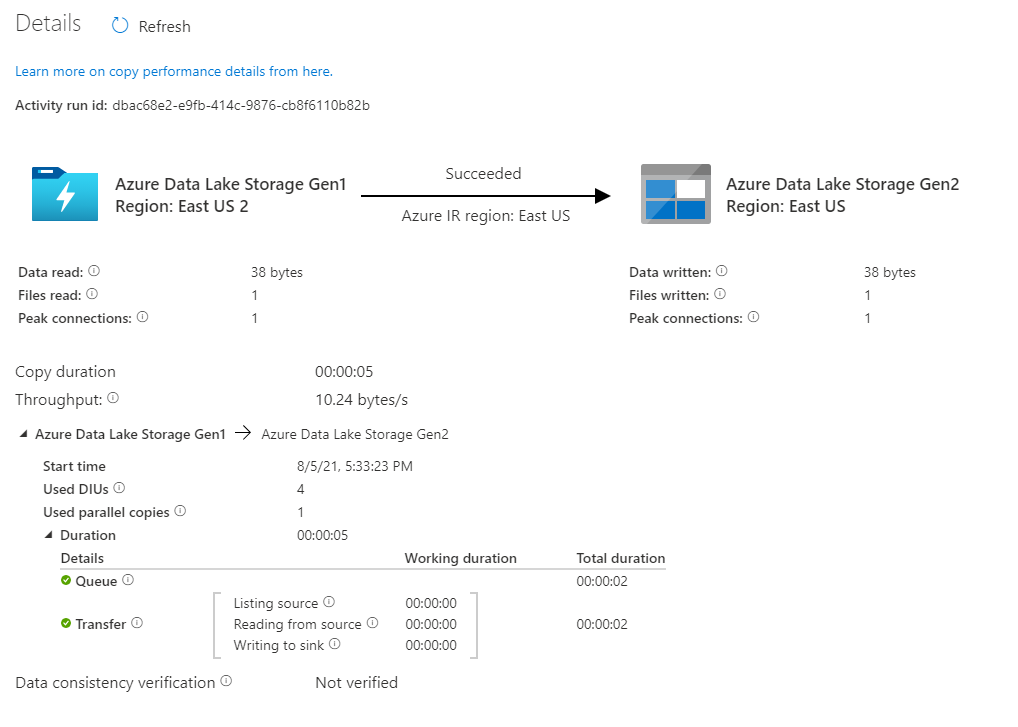 Details Refresh
Learn more on copy performance details from here.
Activity run id: dbac68e2-e9fb-414c-9876-cb8f6110b82b
Succeeded
Azure Data Lake Storage Gen1 Azure Data Lake Storage Gen2
Region: East US 2 Azure IR region: East US Region: East US
Data read: 38 bytes Data written: 38 bytes
Files read: 1 Files written: 1
Peak connections: 1 Peak connections: 1
Copy duration 00:00:05
Throughput: 10.24 bytes/s
Azure Data Lake Storage Gen1 → Azure Data Lake Storage Gen2
Start time 8/5/21, 5:33:23 PM
Used DIUs 4
Used parallel copies 1
Duration 00:00:05
Details Working duration Total duration
Queue 00:00:02
Listing source 00:00:00
Transfer Reading from source 00:00:00 00:00:02
Writing to sink 00:00:00
Data consistency verification Not verified